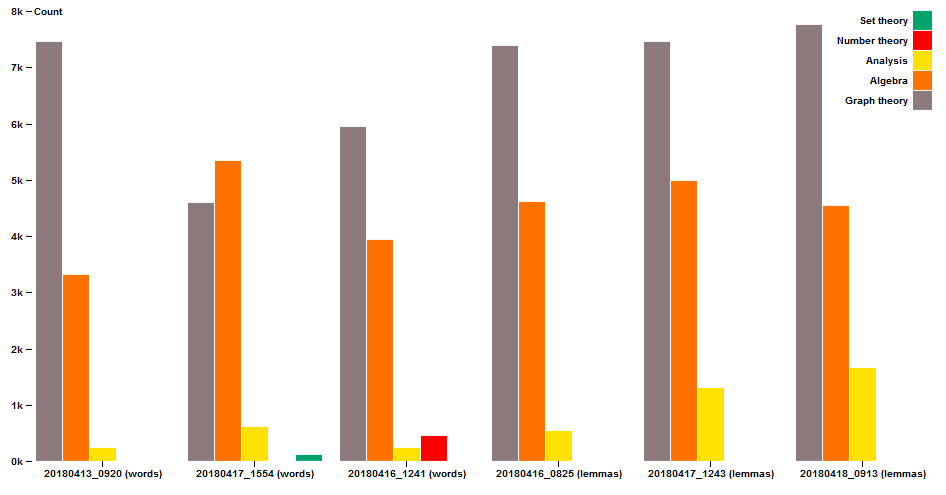 8k Count
7k
6k
5k
4k
3k
2k
1k
0k
Set theory
Number theory
Analysis
Algebra
Graph theory
20180413_0920 (words)
20180417_1554 (words)
20180416_1241 (words)
20180416_0825 (lemmas)
20180417_1243 (lemmas)
20180418_0913 (lemmas)